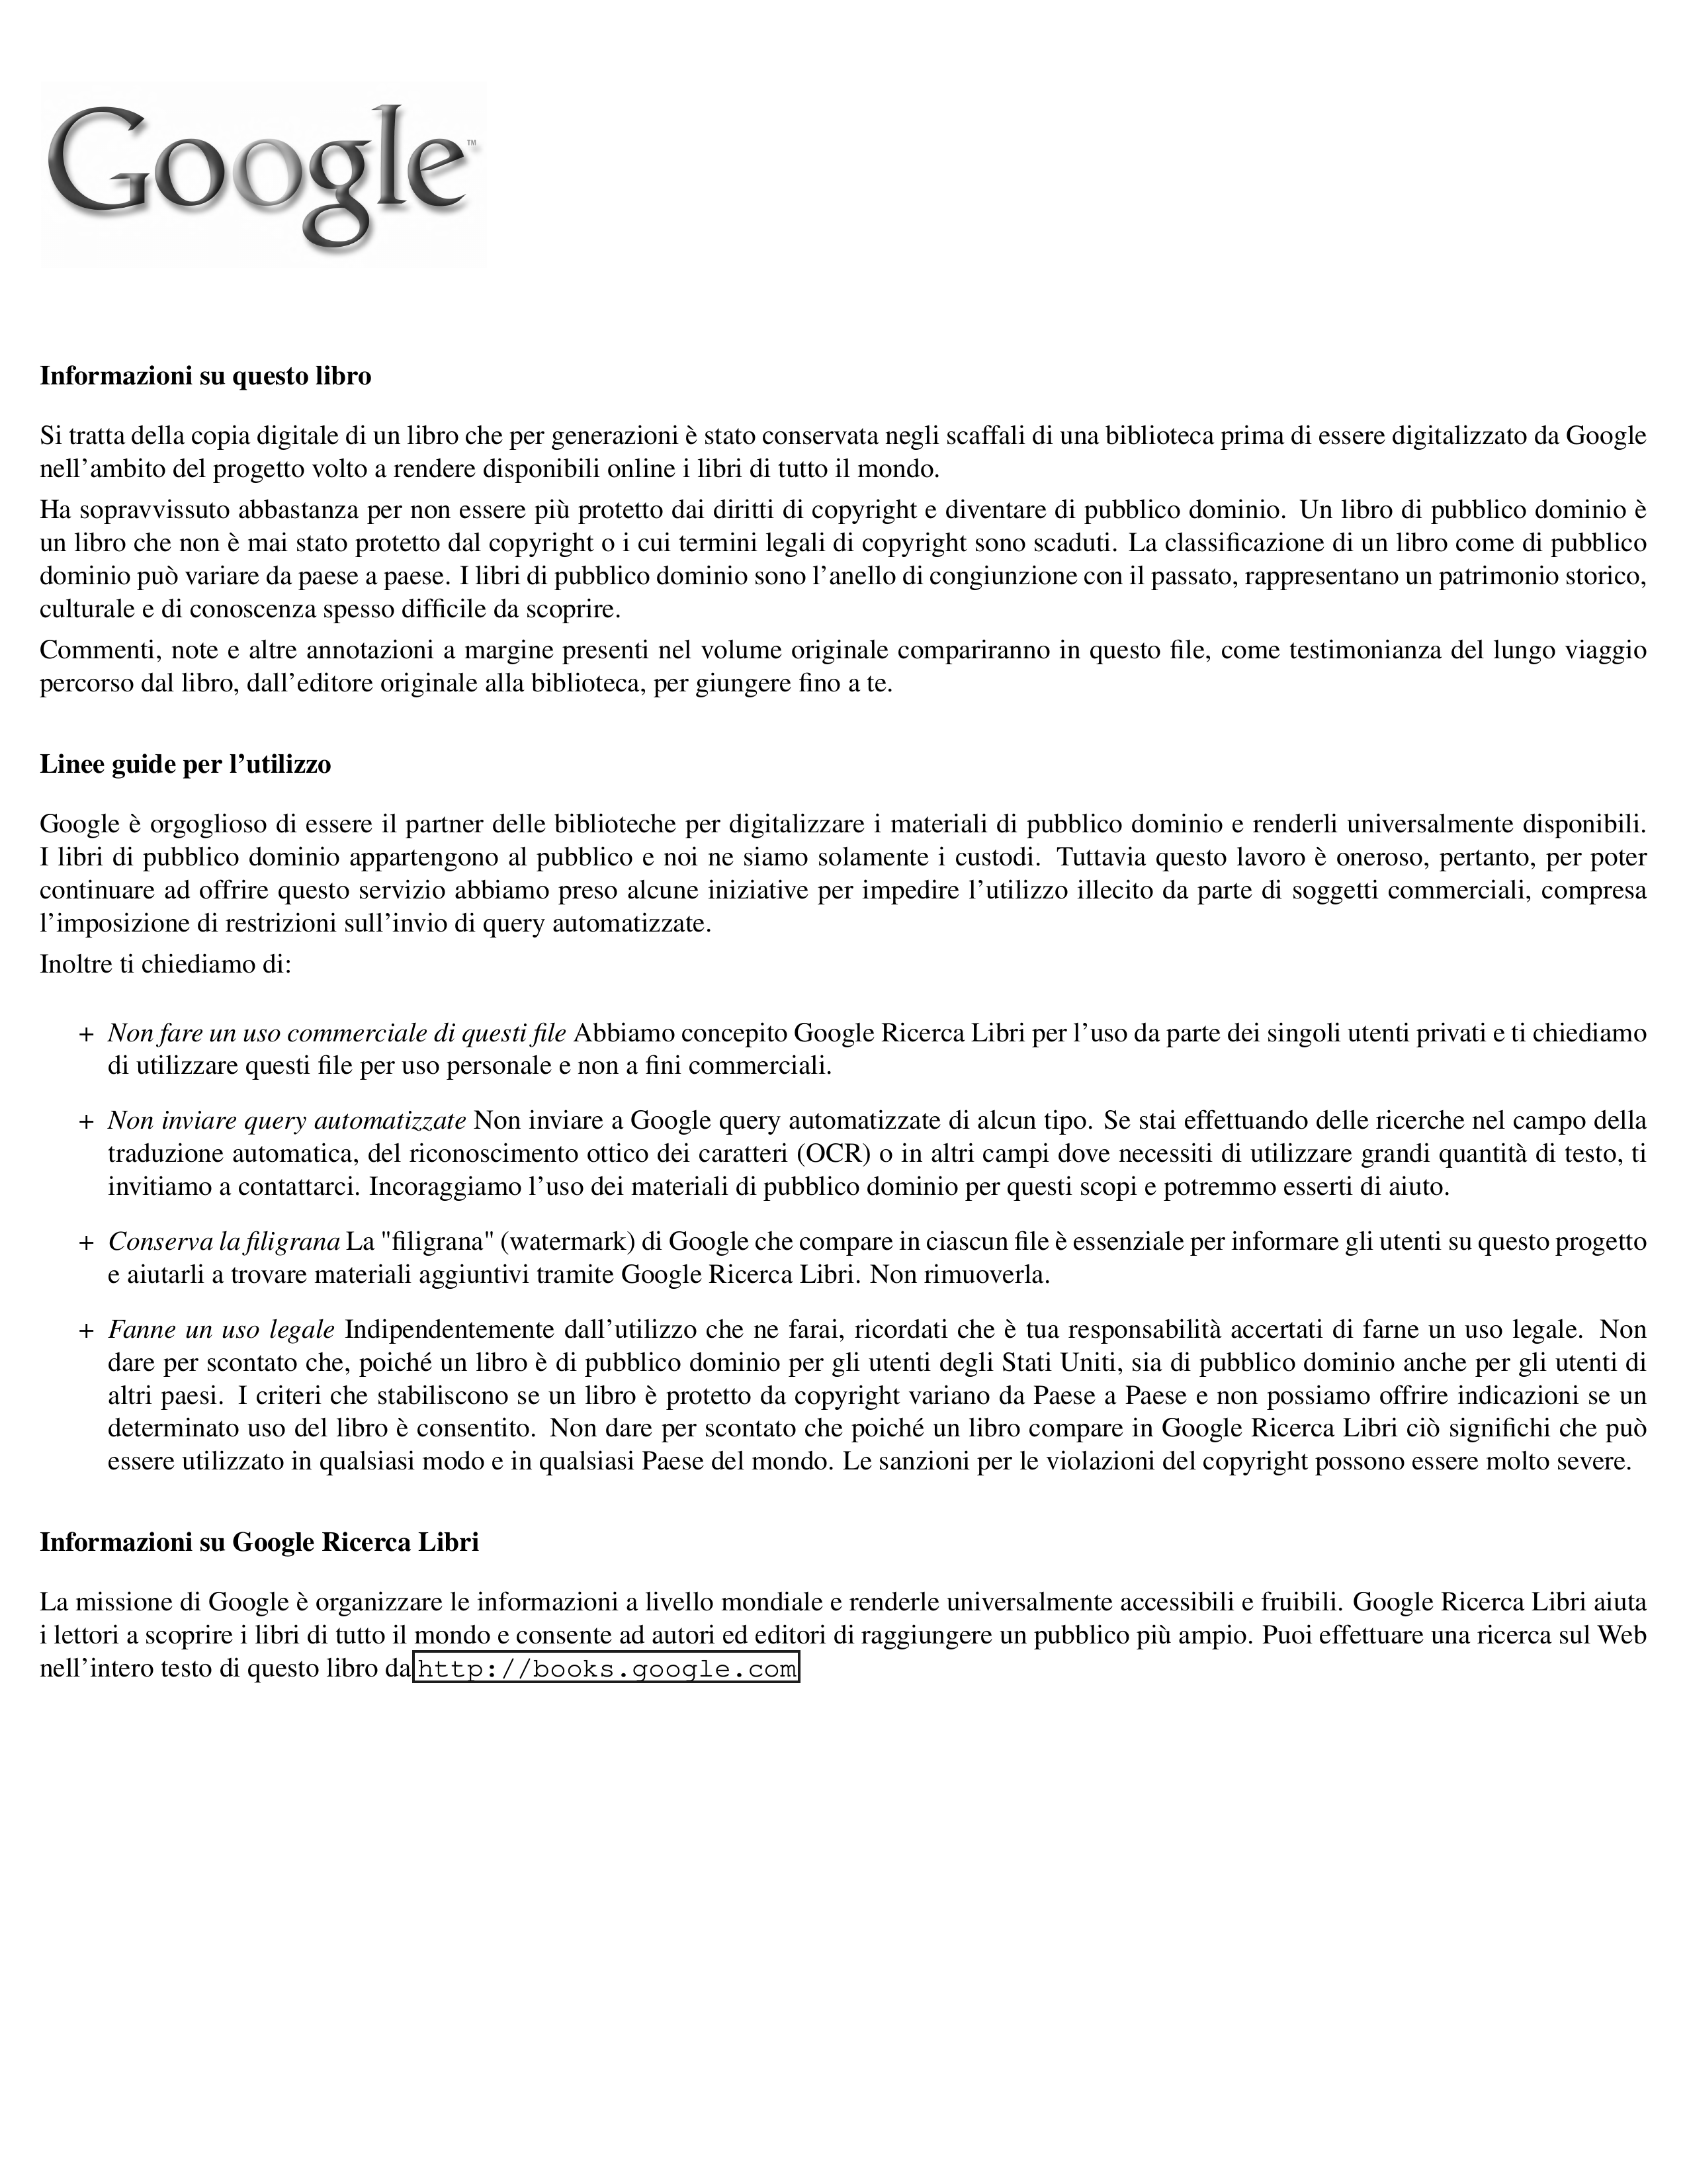 Google™
Informazioni su questo libro
Si tratta della copia digitale di un libro che per generazioni è stato conservata negli scaffali di una biblioteca prima di essere digitalizzato da Google
nell'ambito del progetto volto a rendere disponibili online i libri di tutto il mondo.
Ha sopravvissuto abbastanza per non essere più protetto dai diritti di copyright e diventare di pubblico dominio. Un libro di pubblico dominio è
un libro che non è mai stato protetto dal copyright o i cui termini legali di copyright sono scaduti. La classificazione di un libro come di pubblico
dominio può variare da paese a paese. I libri di pubblico dominio sono l'anello di congiunzione con il passato, rappresentano un patrimonio storico,
culturale e di conoscenza spesso difficile da scoprire.
Commenti, note e altre annotazioni a margine presenti nel volume originale compariranno in questo file, come testimonianza del lungo viaggio
percorso dal libro, dall'editore originale alla biblioteca, per giungere fino a te.
Linee guide per l'utilizzo
Google è orgoglioso di essere il partner delle biblioteche per digitalizzare i materiali di pubblico dominio e renderli universalmente disponibili.
I libri di pubblico dominio appartengono al pubblico e noi ne siamo solamente i custodi. Tuttavia questo lavoro è oneroso, pertanto, per poter
continuare ad offrire questo servizio abbiamo preso alcune iniziative per impedire l'utilizzo illecito da parte di soggetti commerciali, compresa
l'imposizione di restrizioni sull'invio di query automatizzate.
Inoltre ti chiediamo di:
+ Non fare un uso commerciale di questi file Abbiamo concepito Google Ricerca Libri per l'uso da parte dei singoli utenti privati e ti chiediamo
di utilizzare questi file per uso personale e non a fini commerciali.
+ Non inviare query automatizzate Non inviare a Google query automatizzate di alcun tipo. Se stai effettuando delle ricerche nel campo della
traduzione automatica, del riconoscimento ottico dei caratteri (OCR) o in altri campi dove necessiti di utilizzare grandi quantità di testo, ti
invitiamo a contattarci. Incoraggiamo l'uso dei materiali di pubblico dominio per questi scopi e potremmo esserti di aiuto.
+ Conserva la filigrana La "filigrana" (watermark) di Google che compare in ciascun file è essenziale per informare gli utenti su questo progetto
e aiutarli a trovare materiali aggiuntivi tramite Google Ricerca Libri. Non rimuoverla.
+ Fanne un uso legale Indipendentemente dall'utilizzo che ne farai, ricordati che è tua responsabilità accertati di farne un uso legale. Non
dare per scontato che, poiché un libro è di pubblico dominio per gli utenti degli Stati Uniti, sia di pubblico dominio anche per gli utenti di
altri paesi. I criteri che stabiliscono se un libro è protetto da copyright variano da Paese a Paese e non possiamo offrire indicazioni se un
determinato uso del libro è consentito. Non dare per scontato che poiché un libro compare in Google Ricerca Libri ciò significhi che può
essere utilizzato in qualsiasi modo e in qualsiasi Paese del mondo. Le sanzioni per le violazioni del copyright possono essere molto severe.
Informazioni su Google Ricerca Libri
La missione di Google è organizzare le informazioni a livello mondiale e renderle universalmente accessibili e fruibili. Google Ricerca Libri aiuta
i lettori a scoprire i libri di tutto il mondo e consente ad autori ed editori di raggiungere un pubblico più ampio. Puoi effettuare una ricerca sul Web
nell'intero testo di questo libro da http://books.google.com